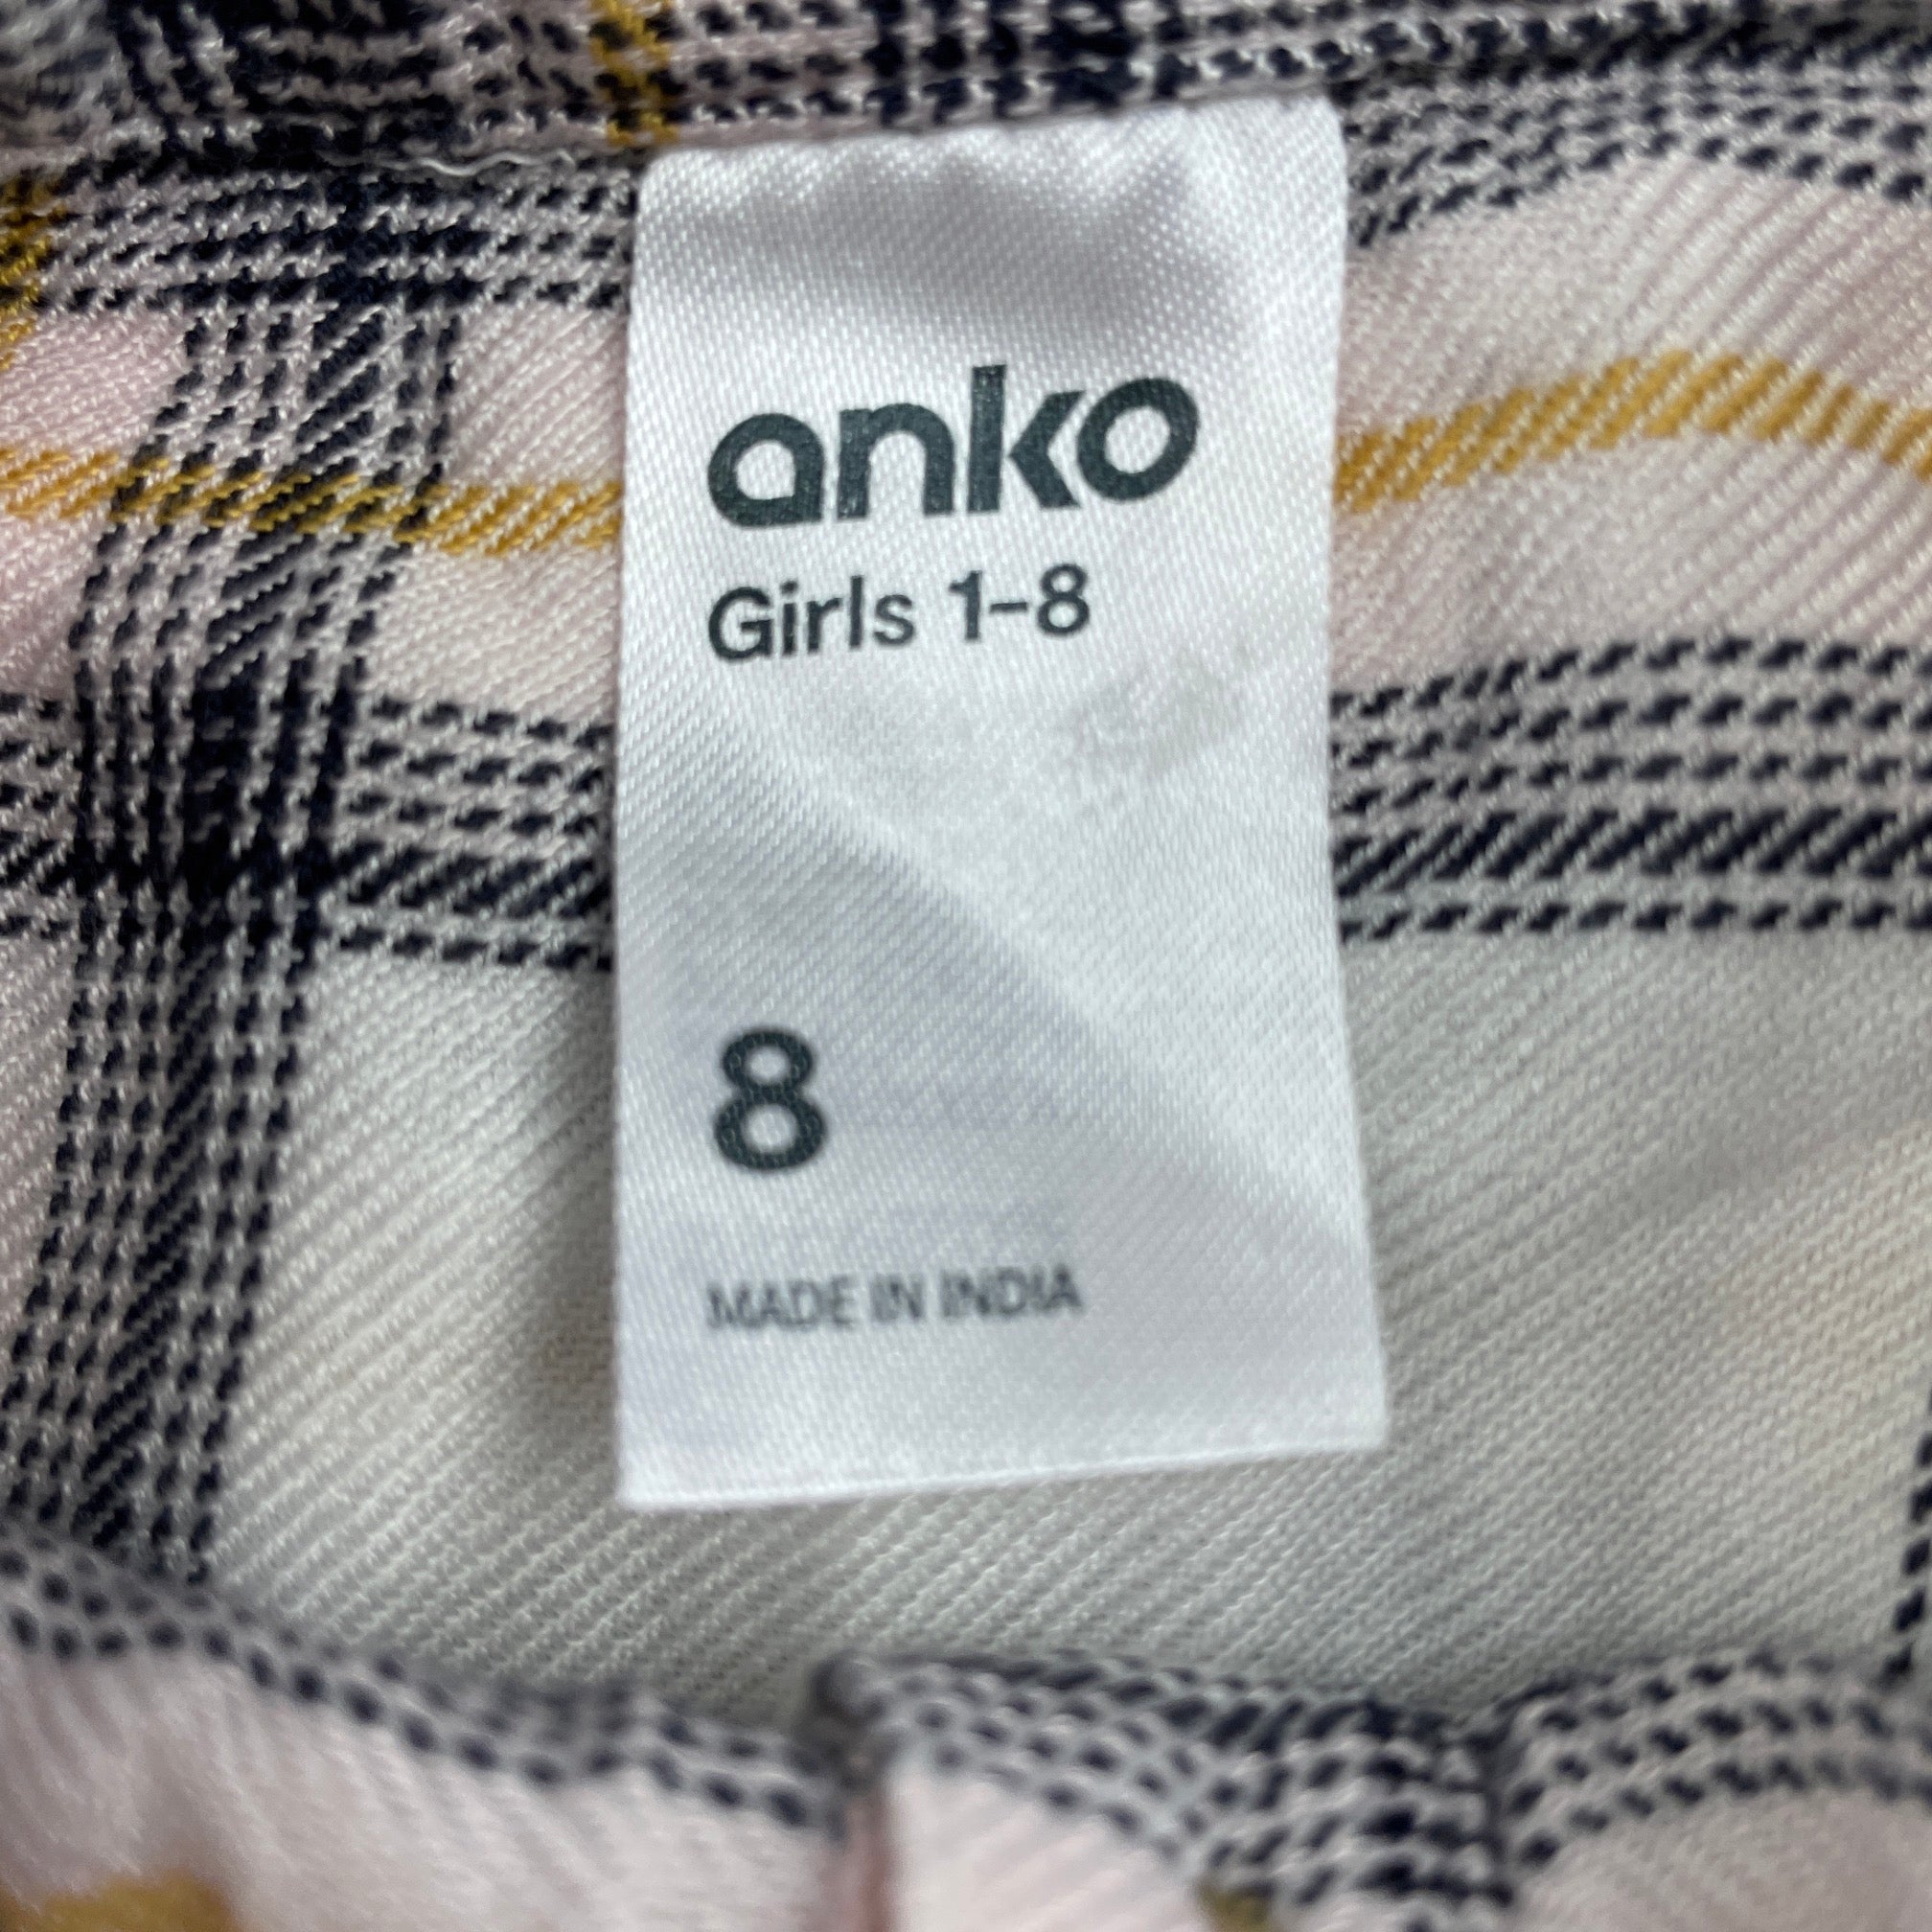 anko
Girls 1-8
8
MADE IN INDIA